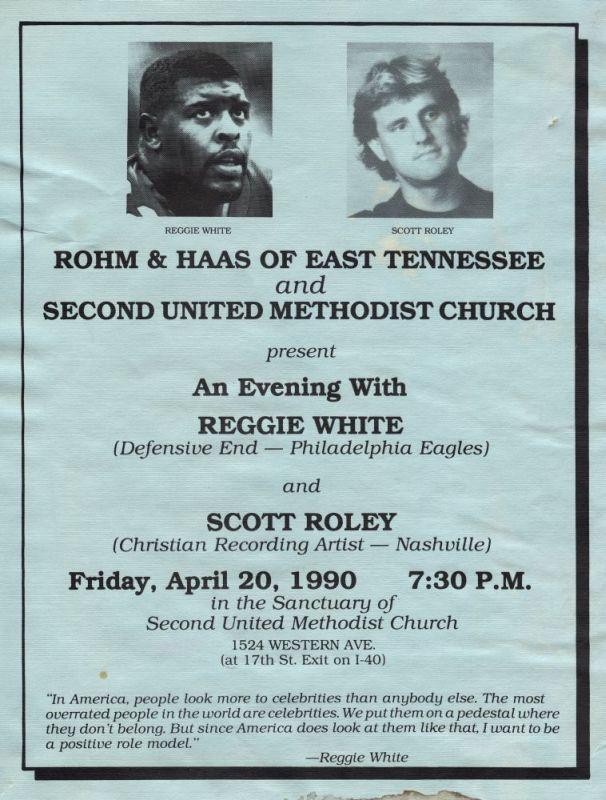 REGGIE WHITE
SCOTT ROLEY
ROHM & HAAS OF EAST TENNESSEE
and
SECOND UNITED METHODIST CHURCH
present
An Evening With
REGGIE WHITE
(Defensive End — Philadelphia Eagles)
and
SCOTT ROLEY
(Christian Recording Artist — Nashville)
Friday, April 20, 1990 7:30 P.M.
in the Sanctuary of
Second United Methodist Church
1524 WESTERN AVE.
(at 17th St. Exit on I-40)
"In America, people look more to celebrities than anybody else. The most
overrated people in the world are celebrities. We put them on a pedestal where
they don't belong. But since America does look at them like that, I want to be
a positive role model."
—Reggie White